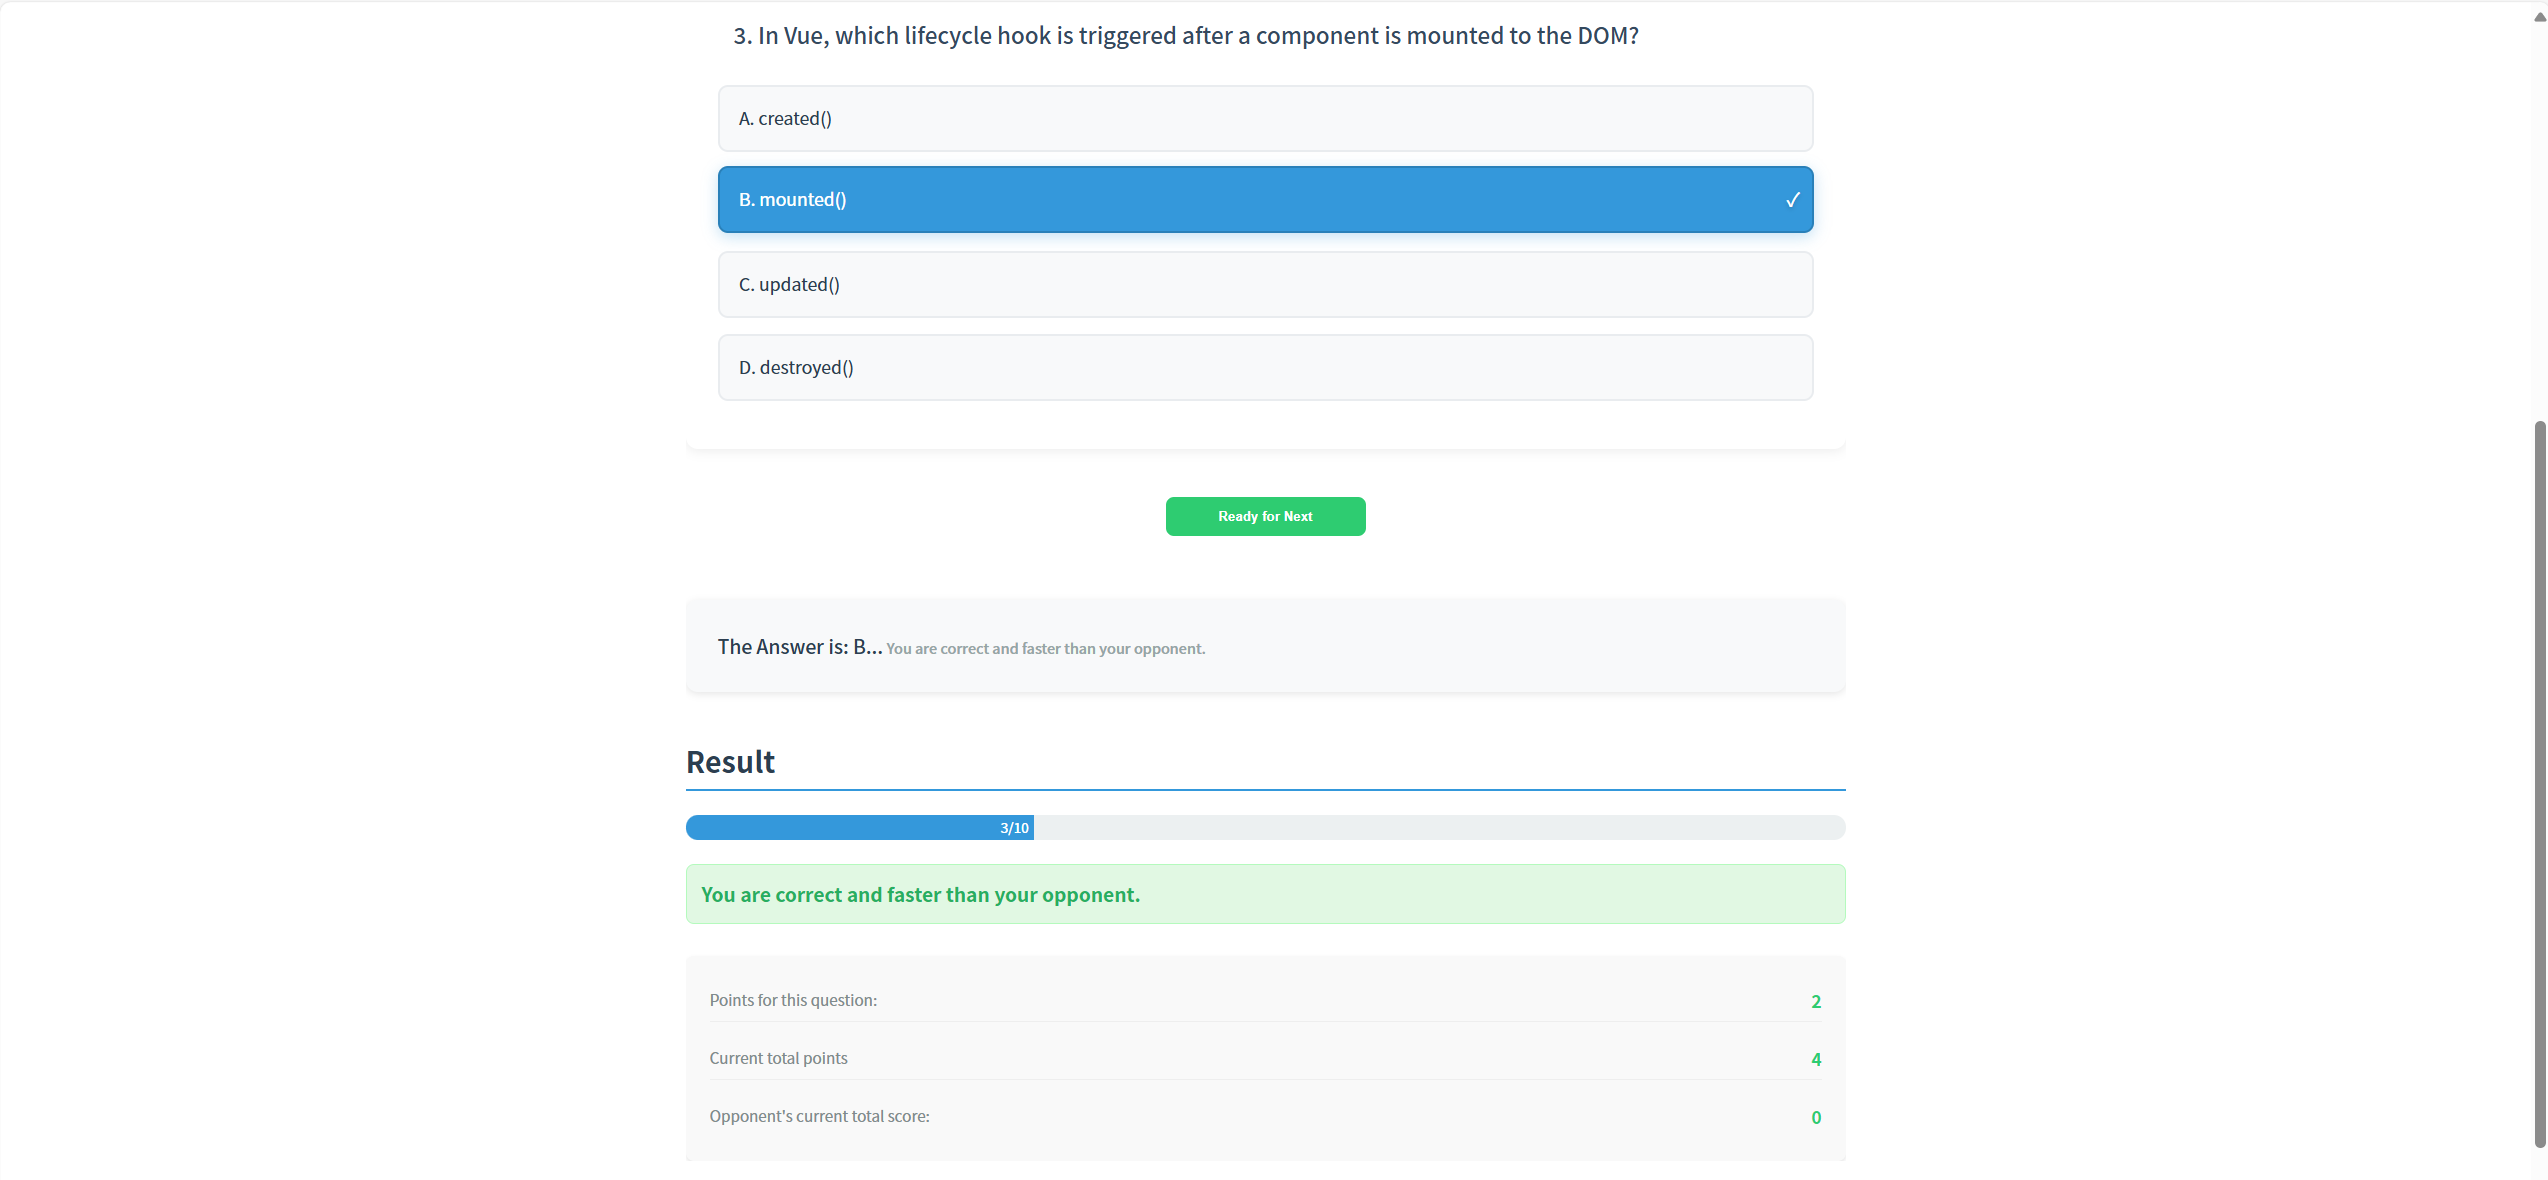 3. In Vue, which lifecycle hook is triggered after a component is mounted to the DOM?
A. created()
B. mounted() ✓
C. updated()
D. destroyed()
Ready for Next
The Answer is: B... You are correct and faster than your opponent.
Result
3/10
You are correct and faster than your opponent.
Points for this question: 2
Current total points 4
Opponent's current total score: 0